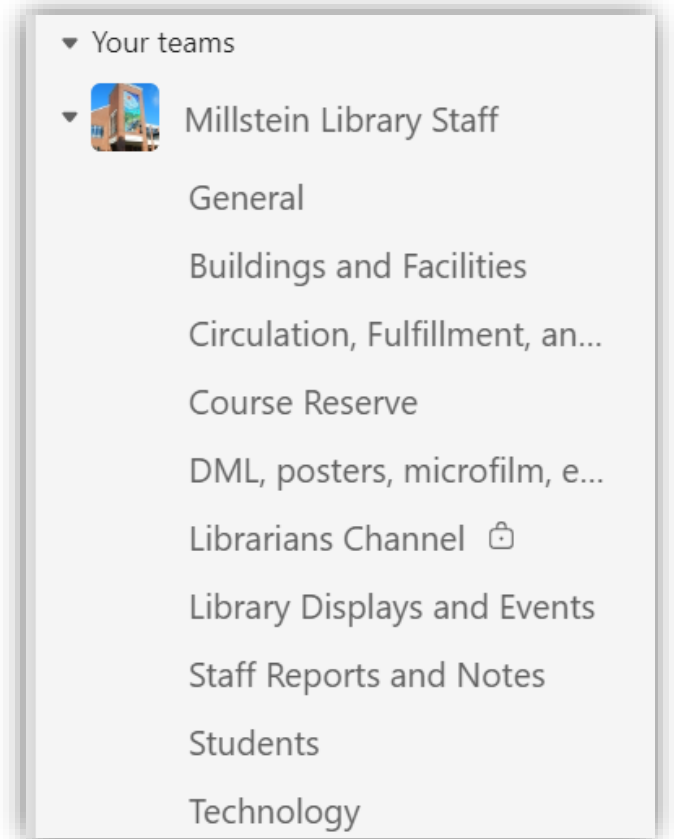 Your teams
Millstein Library Staff
General
Buildings and Facilities
Circulation, Fulfillment, an...
Course Reserve
DML, posters, microfilm, e...
Librarians Channel
Library Displays and Events
Staff Reports and Notes
Students
Technology